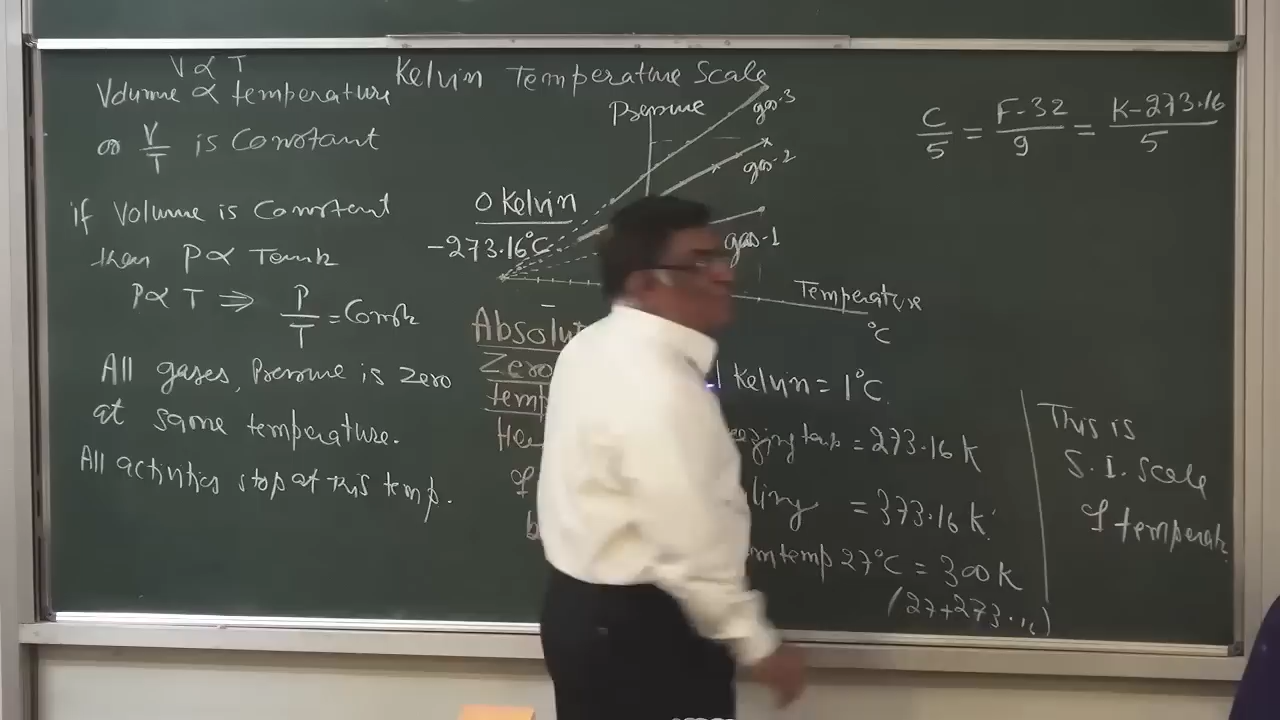 V ∝ T
Volume ∝ temperature
or V/T is Constant
if Volume is Constant
then P ∝
P ∝ T ⇒ P/T = Const
All gases, Pressure is zero
at same temperature.
All activities stop at this temp.
Kelvin Temperature Scale
Pressure
gas-3
gas-2
gas-1
0 Kelvin
-273.16°C
Temperature
°C
Zero
temp
1 Kelvin = 1°C.
temp = 273.16 K
= 373.16 K
temp 27°C = 300 K
(27+273.16)
C/5 = F-32/9 = K-273.16/5
This is
S.I. Scale
of